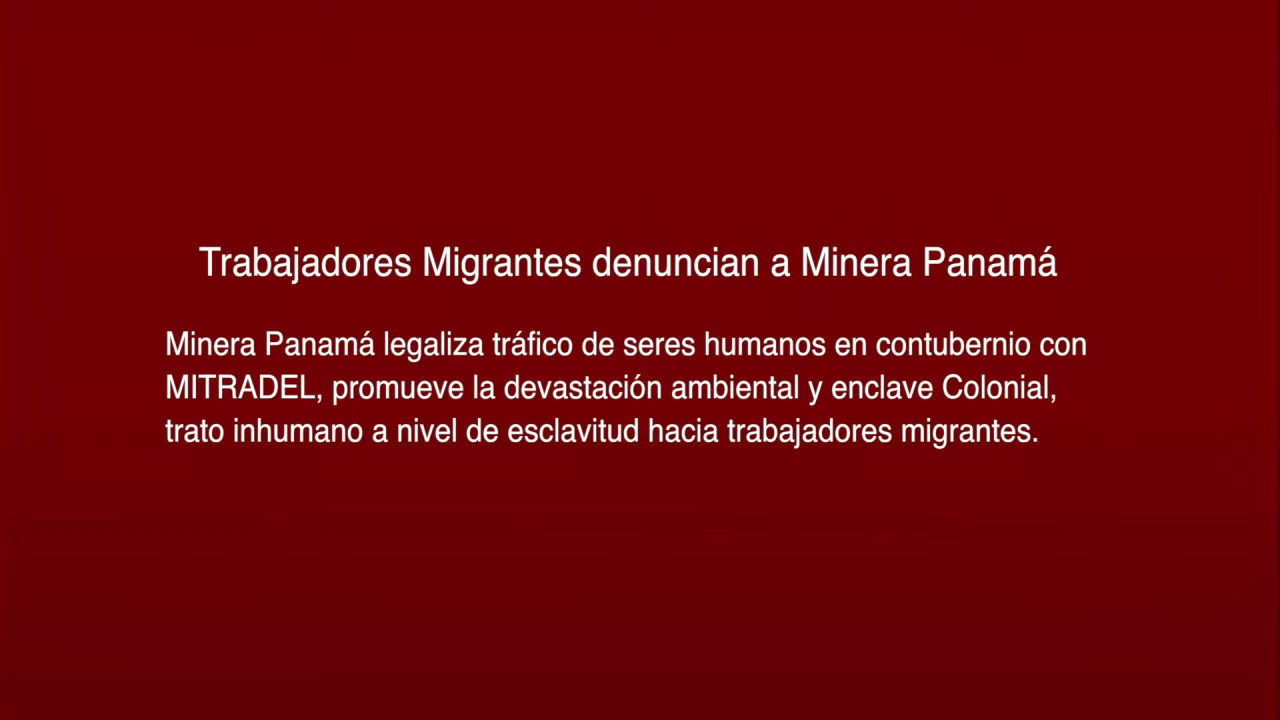 Trabajadores Migrantes denuncian a Minera Panamá
Minera Panamá legaliza tráfico de seres humanos en contubernio con
MITRADEL, promueve la devastación ambiental y enclave Colonial,
trato inhumano a nivel de esclavitud hacia trabajadores migrantes.